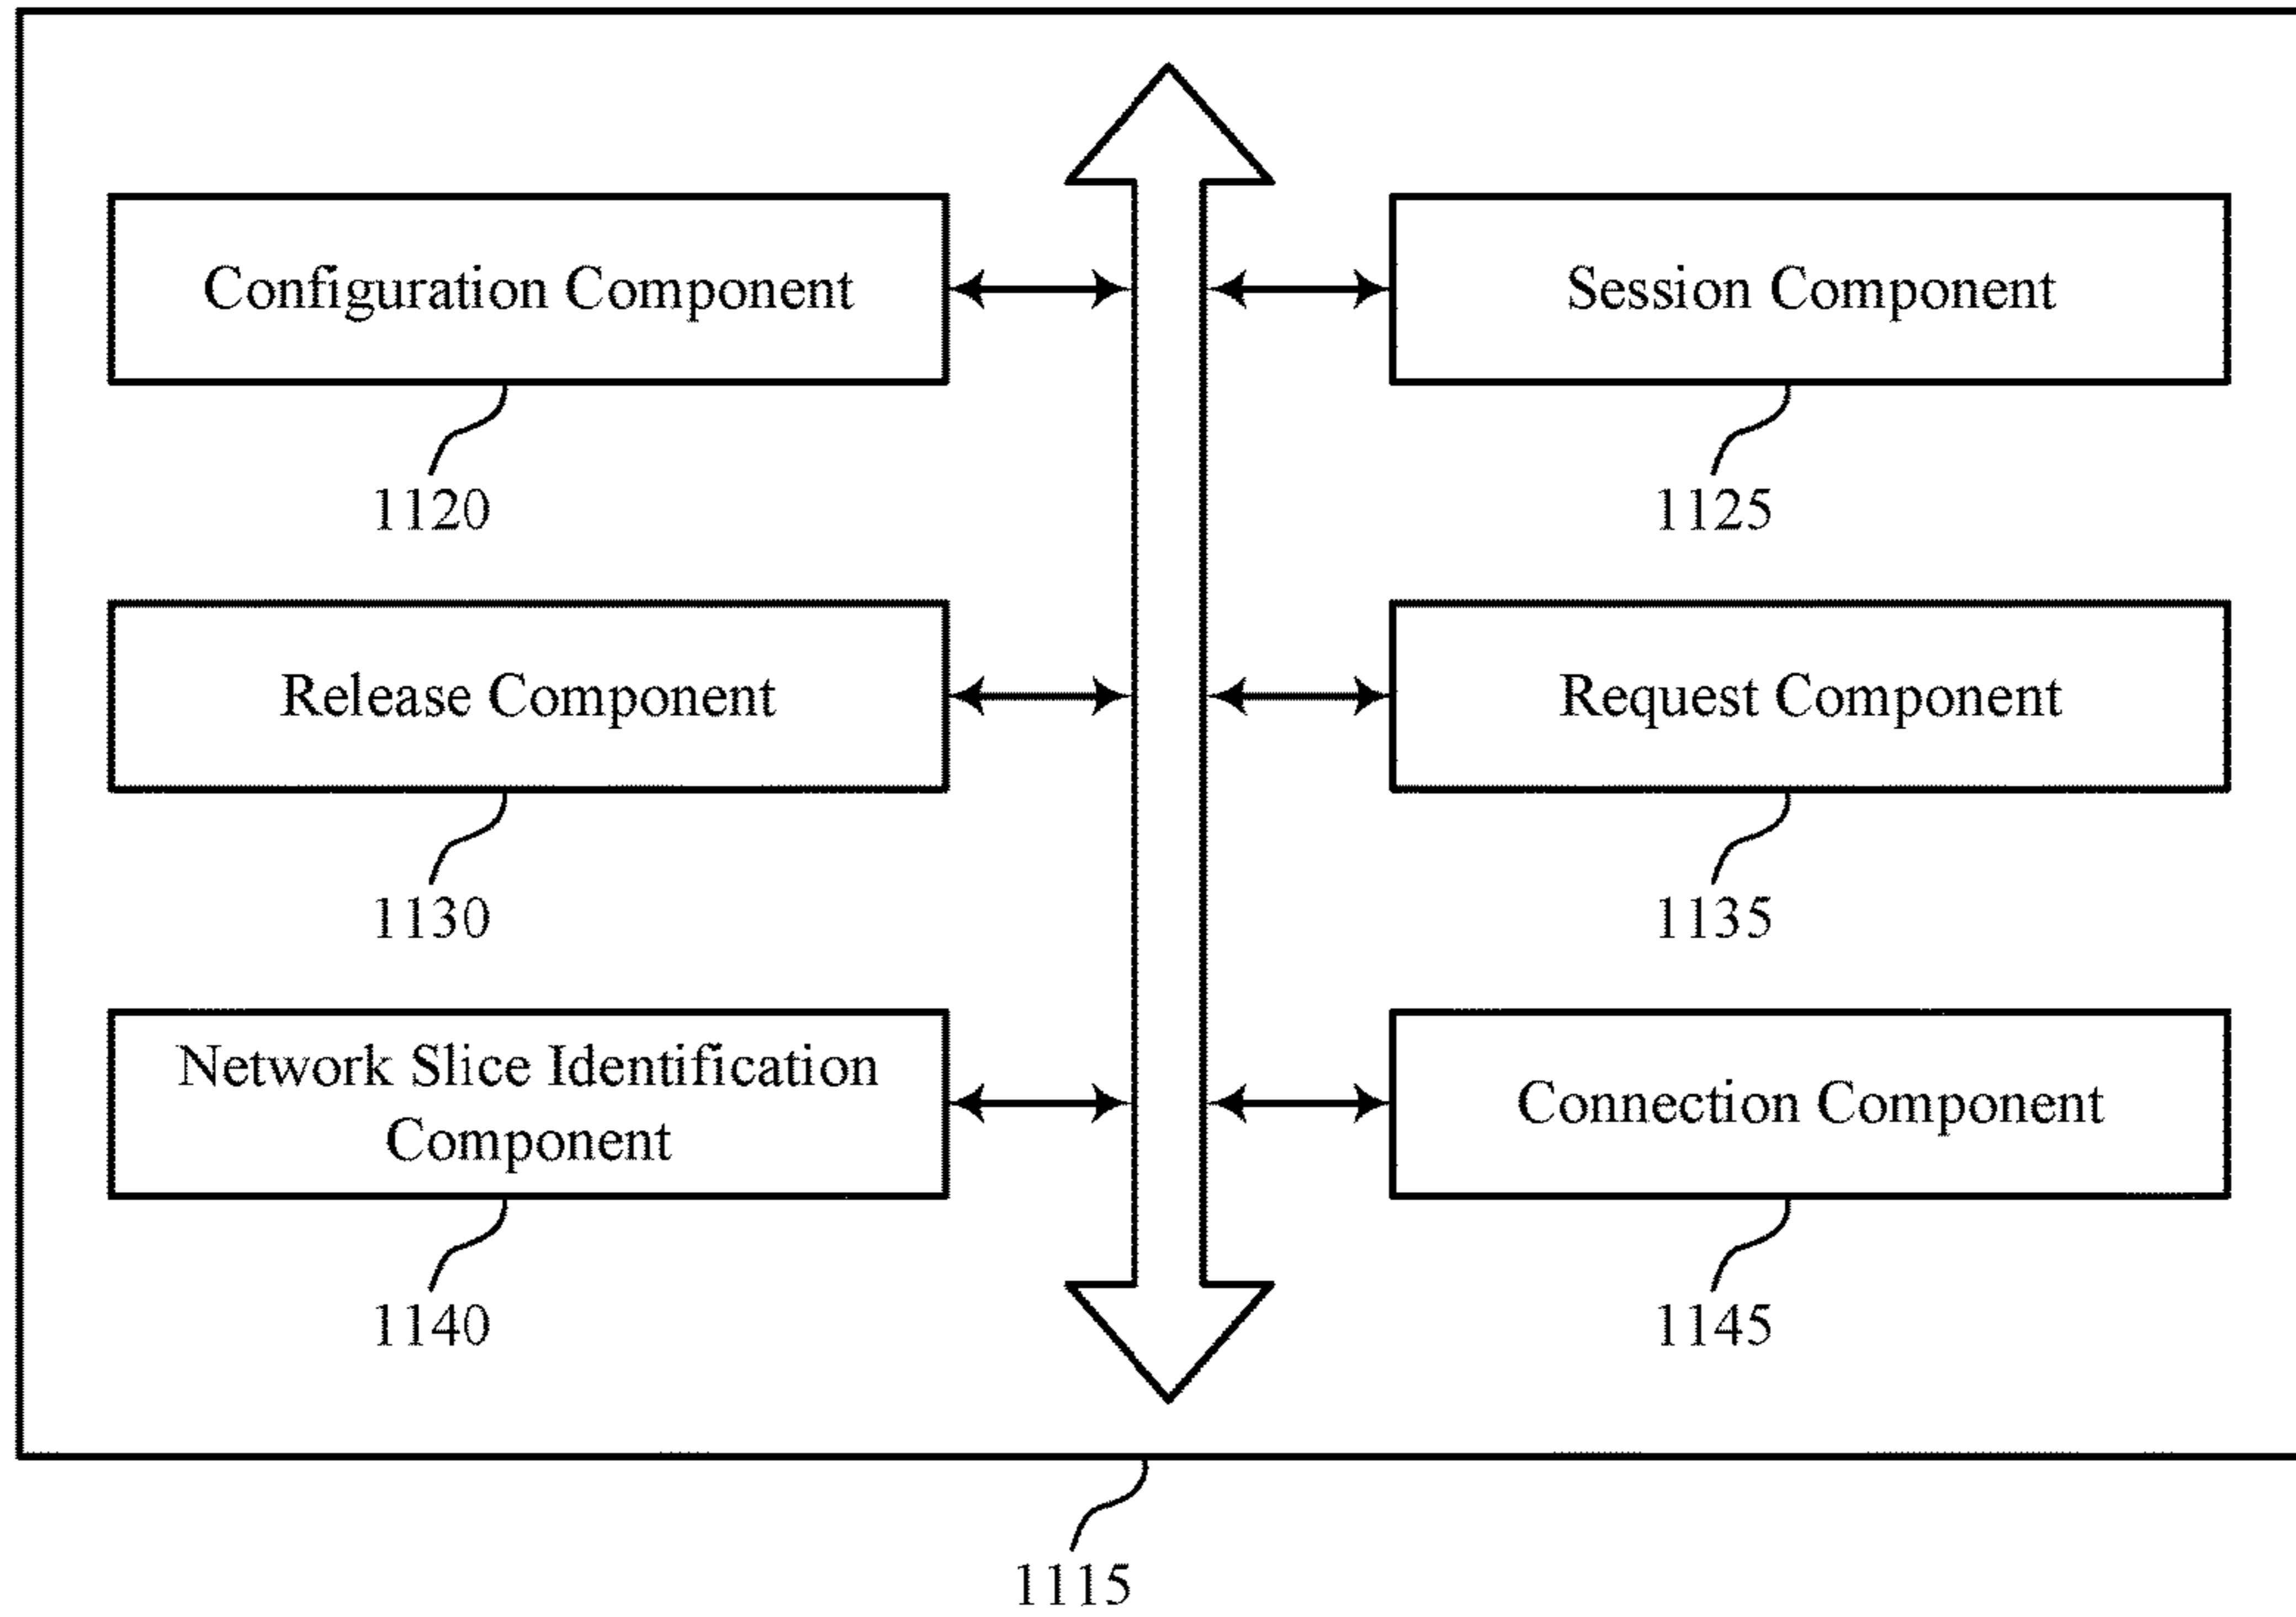 Configuration Component
Session Component
1120
1125
Release Component
Request Component
1130
1135
Network Slice Identification
Component
Connection Component
1140
1145
1115